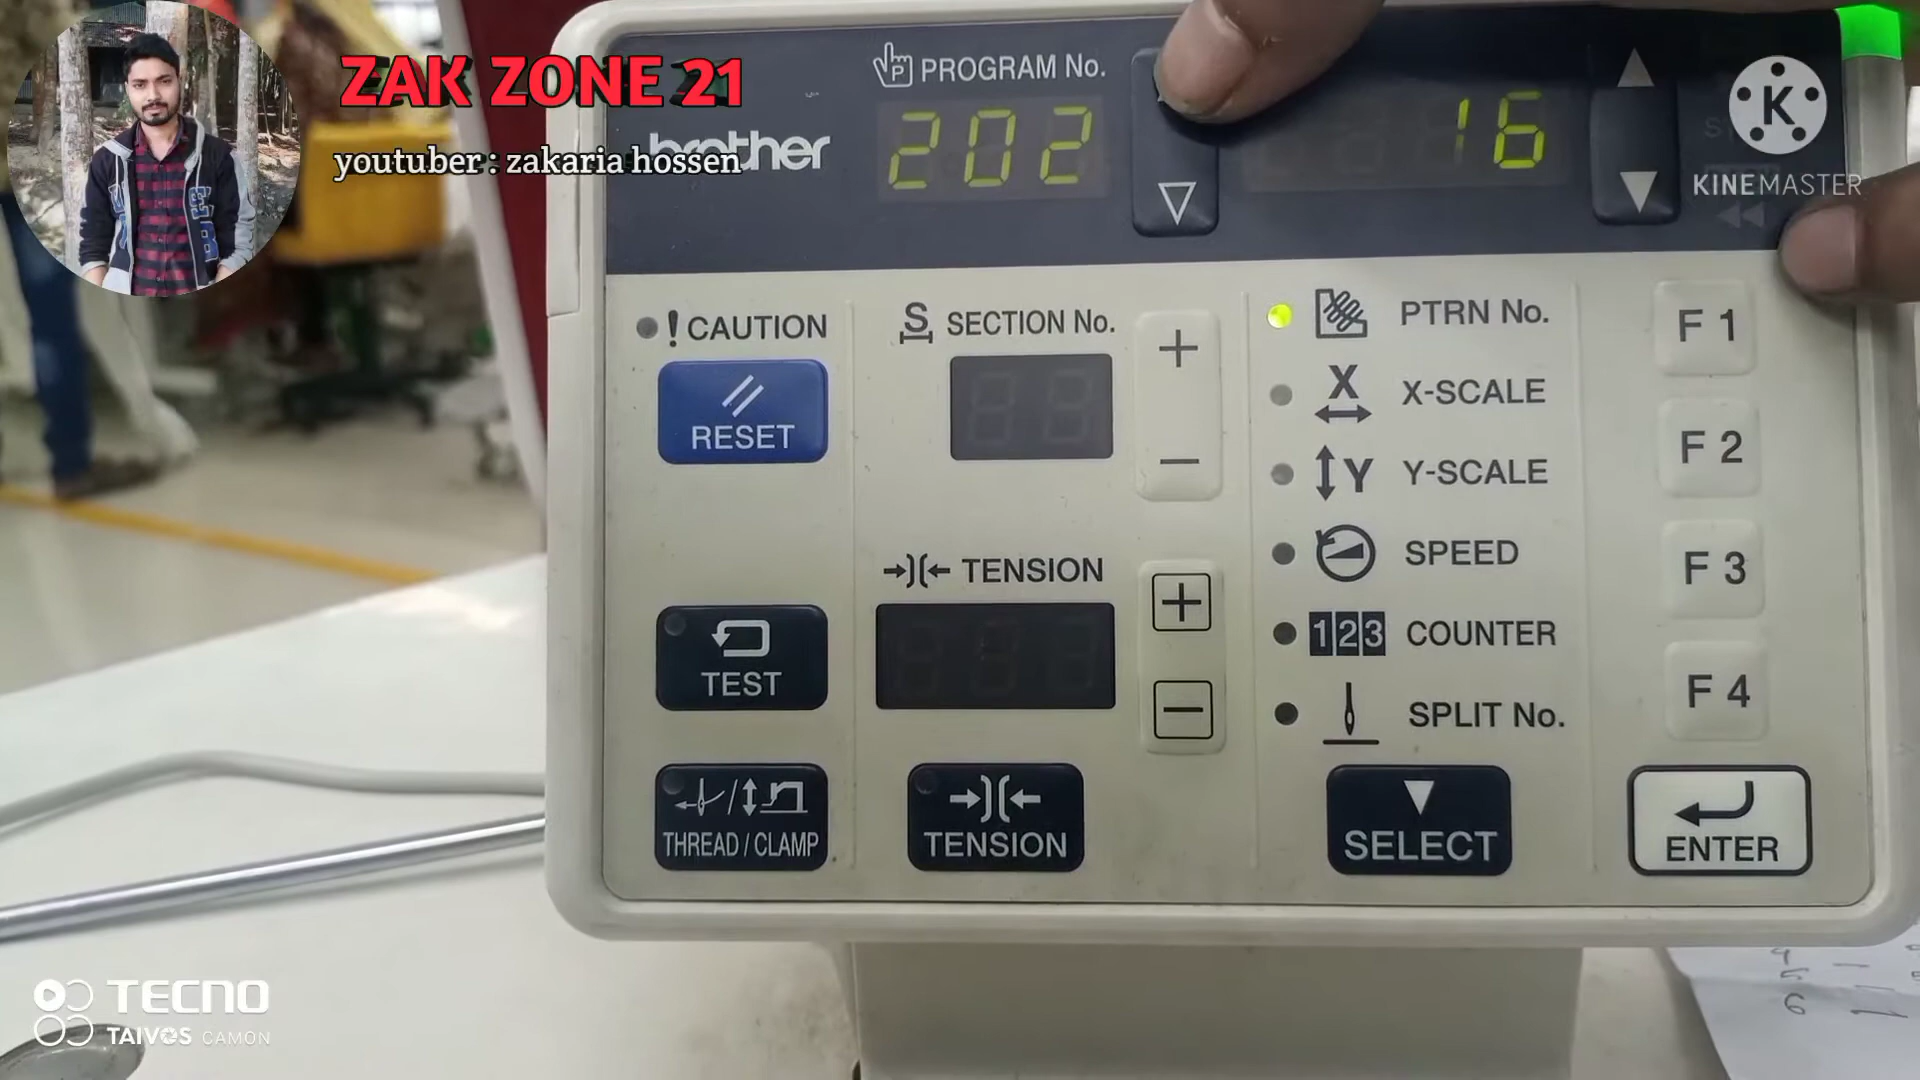 ZAK ZONE 21
youtuber : zakaria hossen
brother
PROGRAM No.
202
16
K
KINEMASTER
! CAUTION
RESET
TEST
THREAD / CLAMP
S SECTION No.
+
−
TENSION
+
−
TENSION
PTRN No.
X X-SCALE
Y Y-SCALE
SPEED
123 COUNTER
SPLIT No.
SELECT
F 1
F 2
F 3
F 4
ENTER
TECNO
TAIVOS CAMON
6